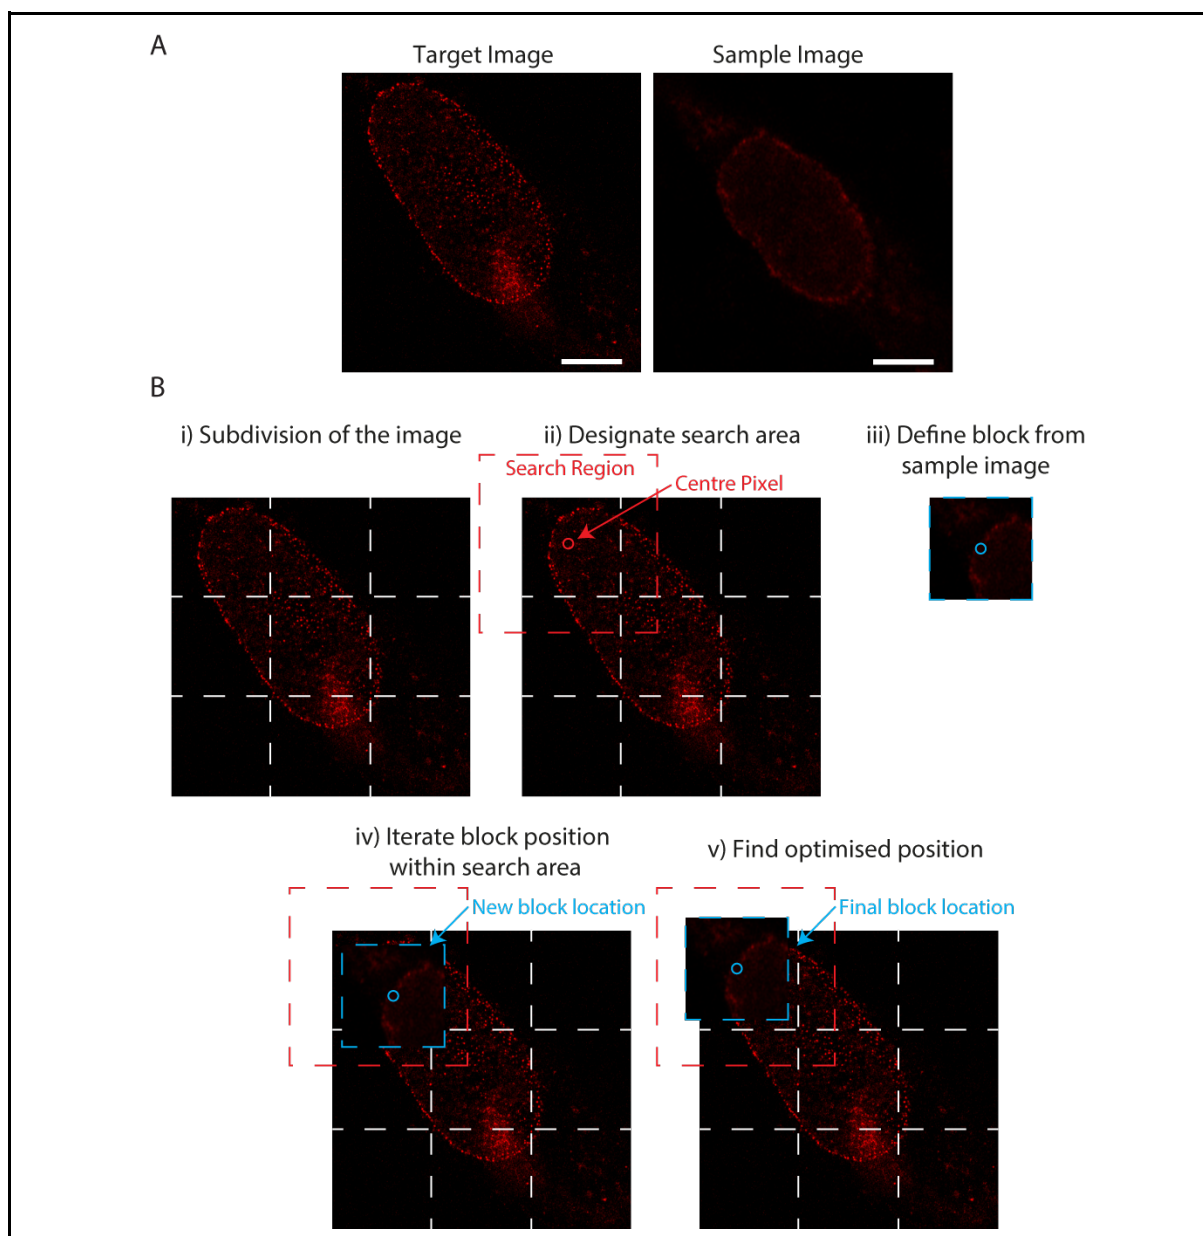 A
Target Image
Sample Image
B
i) Subdivision of the image
ii) Designate search area
iii) Define block from
sample image
Search Region
Centre Pixel
iv) Iterate block position
within search area
v) Find optimised position
New block location
Final block location